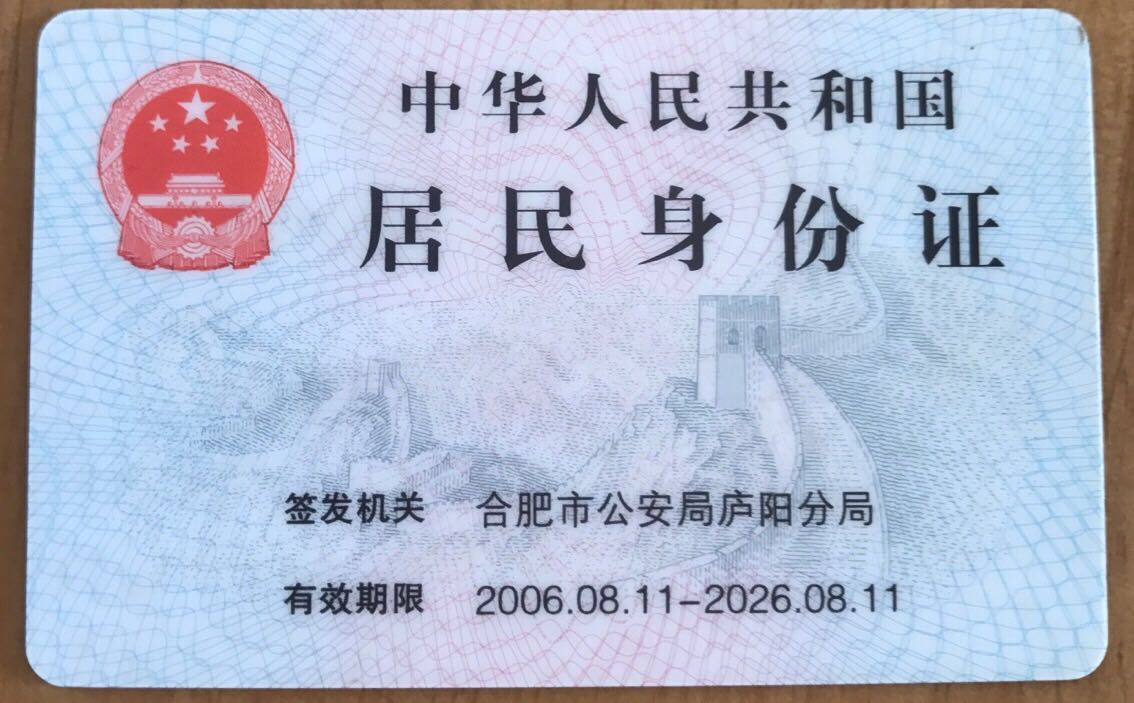 中华人民共和国
居民身份证
签发机关 合肥市公安局庐阳分局
有效期限 2006.08.11-2026.08.11